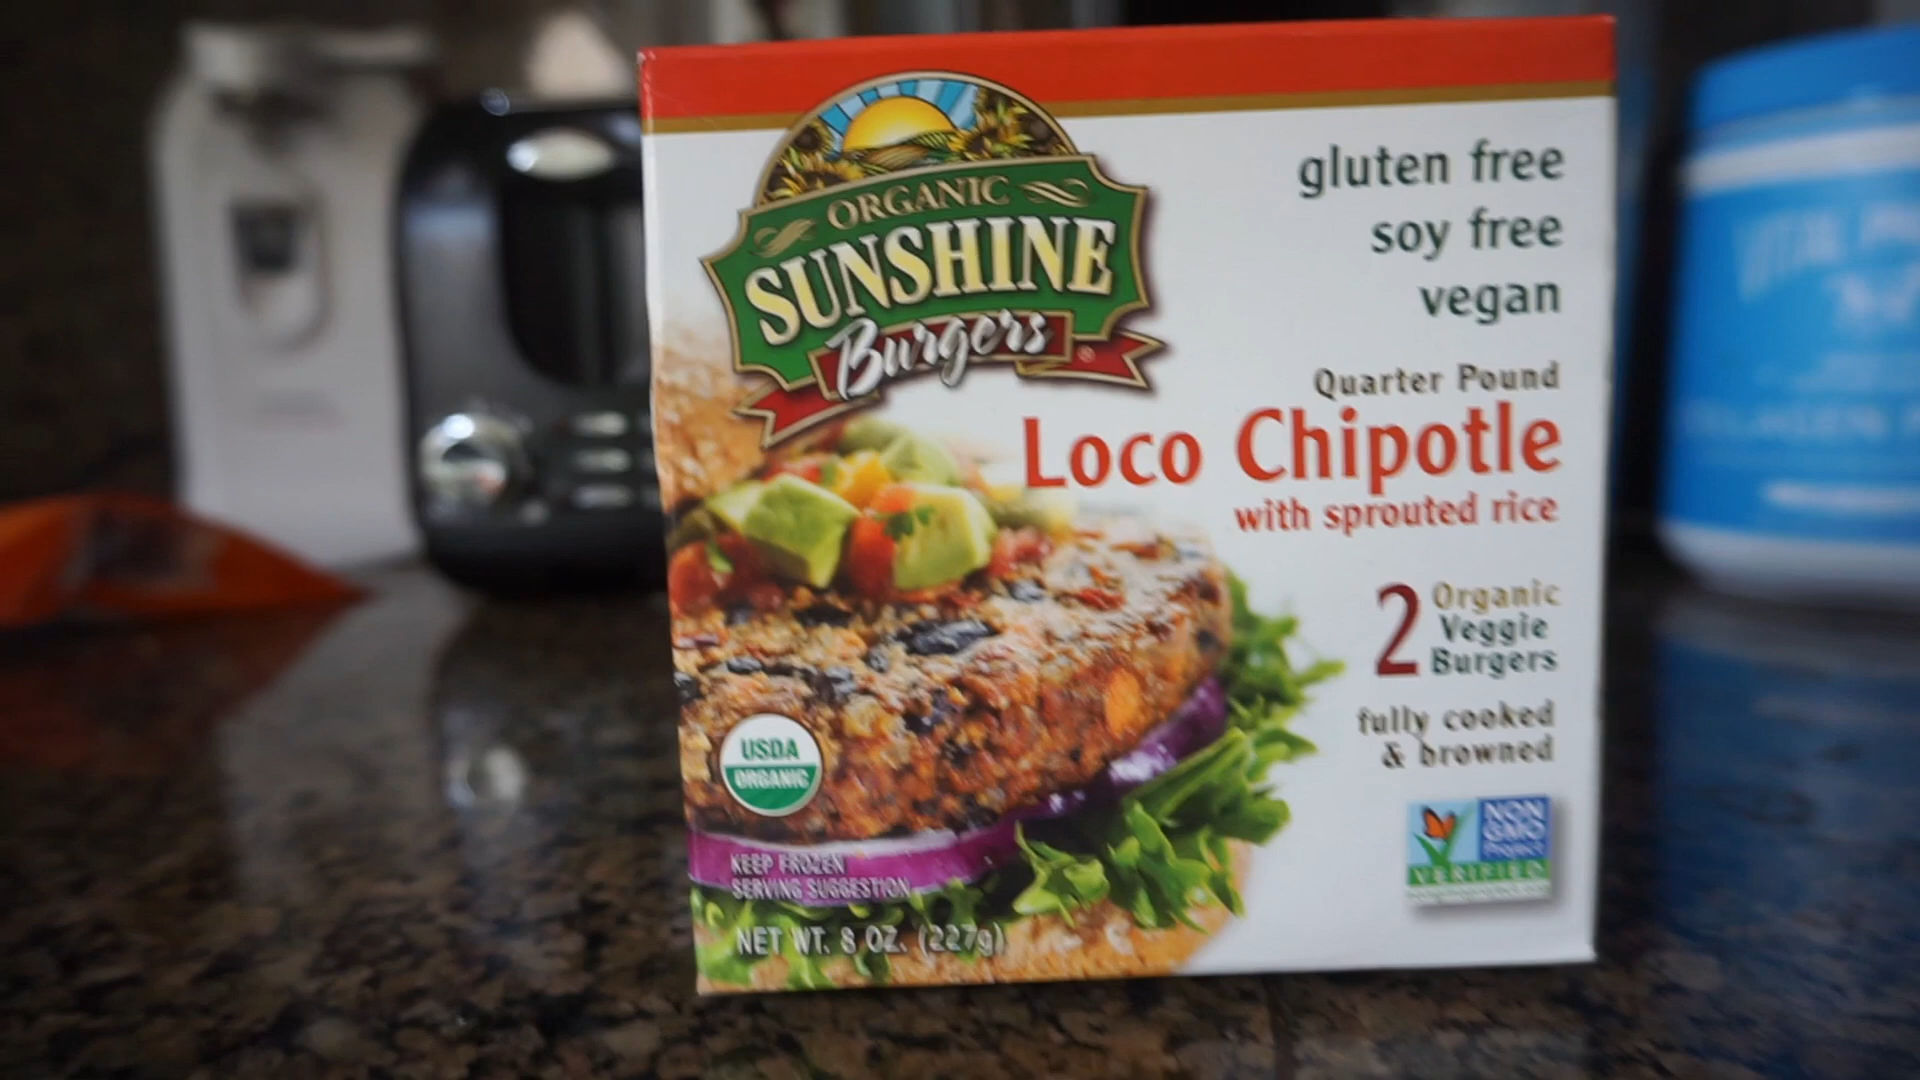 ORGANIC
SUNSHINE
Burgers
gluten free
soy free
vegan
Quarter Pound
Loco Chipotle
with sprouted rice
2 Organic
Veggie
Burgers
fully cooked
& browned
USDA
ORGANIC
NON
GMO
Project
VERIFIED
KEEP FROZEN
SERVING SUGGESTION
NET WT. 8 OZ. (227g)
VITAL